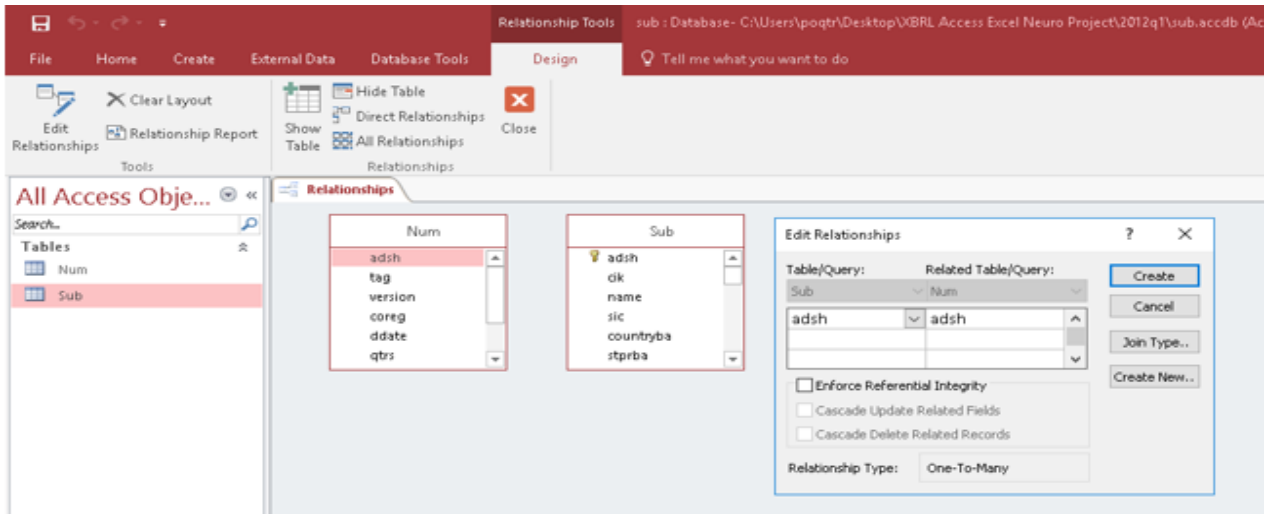 Relationship Tools sub : Database- C:\Users\poqtr\Desktop\XBRL Access Excel Neuro Project\2012q1\sub.accdb (Ac
File Home Create External Data Database Tools Design Tell me what you want to do
Edit Relationships
Clear Layout
Relationship Report
Tools
Show Table
Hide Table
Direct Relationships
All Relationships
Relationships
Close
All Access Obje...
Search..
Tables
Num
Sub
Relationships
Num
adsh
tag
version
coreg
ddate
qtrs
Sub
adsh
cik
name
sic
countryba
stprba
Edit Relationships ?
Table/Query: Related Table/Query:
Sub Num
adsh adsh
Enforce Referential Integrity
Cascade Update Related Fields
Cascade Delete Related Records
Relationship Type: One-To-Many
Create
Cancel
Join Type..
Create New..